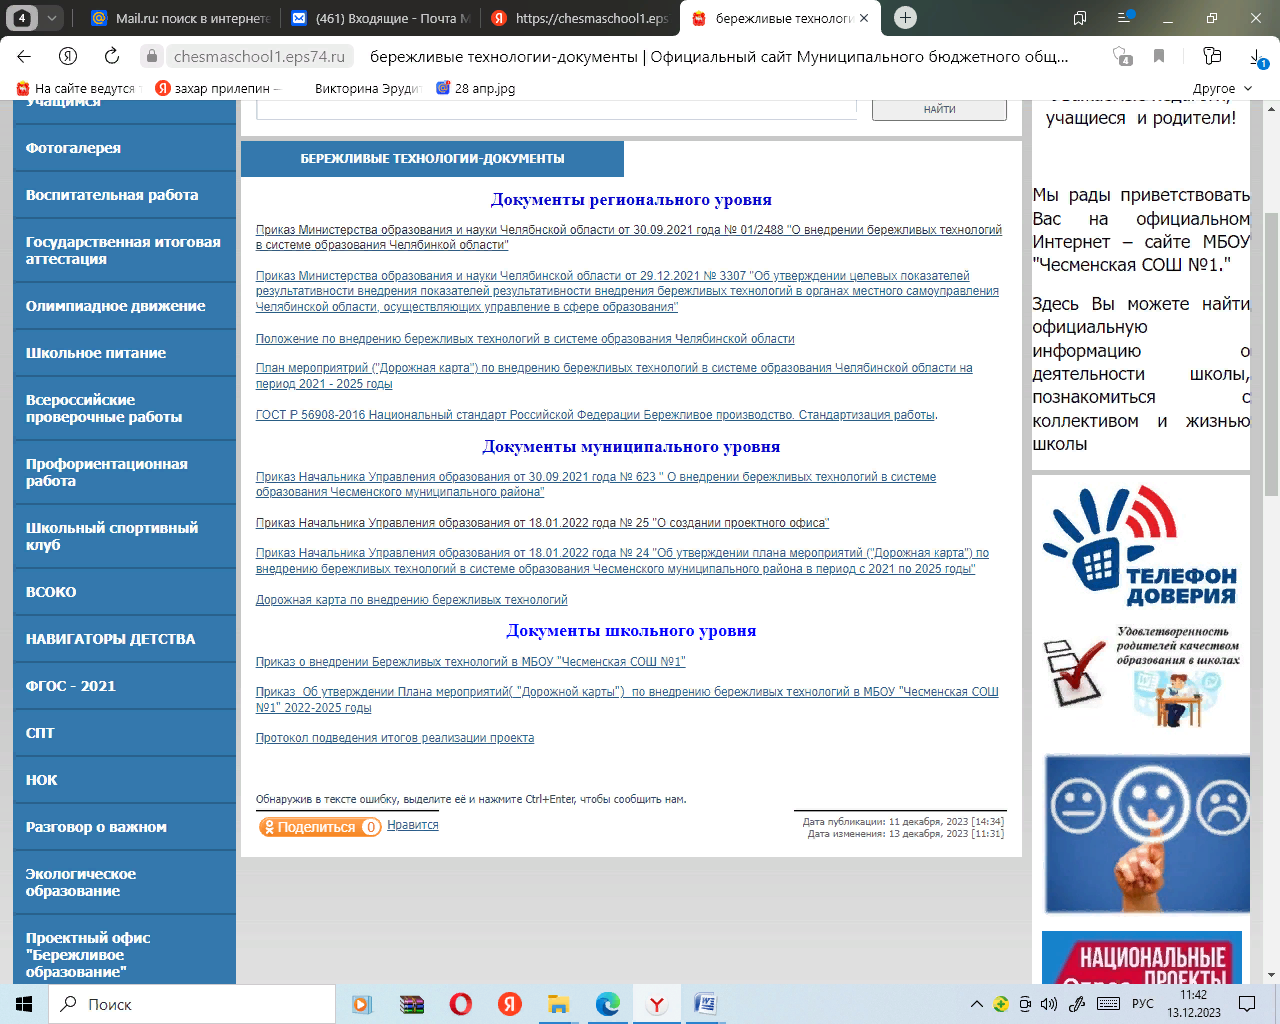 4
Mail.ru: поиск в интернете
(461) Входящие - Почта М
https://chesmaschool1.eps
бережливые технологи
chesmaschool1.eps74.ru
бережливые технологии-документы | Официальный сайт Муниципального бюджетного общ...
4
1
На сайте ведутся
захар прилепин –
Викторина Эрудит
28 апр.jpg
Другое
Учащимся
Фотогалерея
Воспитательная работа
Государственная итоговая
аттестация
Олимпиадное движение
Школьное питание
Всероссийские
проверочные работы
Профориентационная
работа
Школьный спортивный
клуб
ВСОКО
НАВИГАТОРЫ ДЕТСТВА
ФГОС - 2021
СПТ
НОК
Разговор о важном
Экологическое
образование
Проектный офис
"Бережливое
образование"
НАЙТИ
БЕРЕЖЛИВЫЕ ТЕХНОЛОГИИ-ДОКУМЕНТЫ
Документы регионального уровня
Приказ Министерства образования и науки Челябнской области от 30.09.2021 года № 01/2488 "О внедрении бережливых технологий
в системе образования Челябинкой области"
Приказ Министерства образования и науки Челябинской области от 29.12.2021 № 3307 "Об утверждении целевых показателей
результативности внедрения показателей результативности внедрения бережливых технологий в органах местного самоуправления
Челябинской области, осуществляющих управление в сфере образования"
Положение по внедрению бережливых технологий в системе образования Челябинской области
План мероприятрий ("Дорожная карта") по внедрению бережливых технологий в системе образования Челябинской области на
период 2021 - 2025 годы
ГОСТ Р 56908-2016 Национальный стандарт Российской Федерации Бережливое производство. Стандартизация работы.
Документы муниципального уровня
Приказ Начальника Управления образования от 30.09.2021 года № 623 " О внедрении бережливых технологий в системе
образования Чесменского муниципального района"
Приказ Начальника Управления образования от 18.01.2022 года № 25 "О создании проектного офиса"
Приказ Начальника Управления образования от 18.01.2022 года № 24 "Об утверждении плана мероприятий ("Дорожная карта") по
внедрению бережливых технологий в системе образования Чесменского муниципального района в период с 2021 по 2025 годы"
Дорожная карта по внедрению бережливых технологий
Документы школьного уровня
Приказ о внедрении Бережливых технологий в МБОУ "Чесменская СОШ №1"
Приказ Об утверждении Плана мероприятий( "Дорожной карты") по внедрению бережливых технологий в МБОУ "Чесменская СОШ
№1" 2022-2025 годы
Протокол подведения итогов реализации проекта
Обнаружив в тексте ошибку, выделите её и нажмите Ctrl+Enter, чтобы сообщить нам.
Поделиться 0 Нравится
Дата публикации: 11 декабря, 2023 [14:34]
Дата изменения: 13 декабря, 2023 [11:31]
Уважаемые педагоги,
учащиеся и родители!
Мы рады приветствовать
Вас на официальном
Интернет – сайте МБОУ
"Чесменская СОШ №1."
Здесь Вы можете найти
официальную
информацию о
деятельности школы,
познакомиться с
коллективом и жизнью
школы
ТЕЛЕФОН
ДОВЕРИЯ
Удовлетворенность
родителей качеством
образования в школах
НАЦИОНАЛЬНЫЕ
ПРОЕКТЫ
Поиск
РУС
11:42
13.12.2023